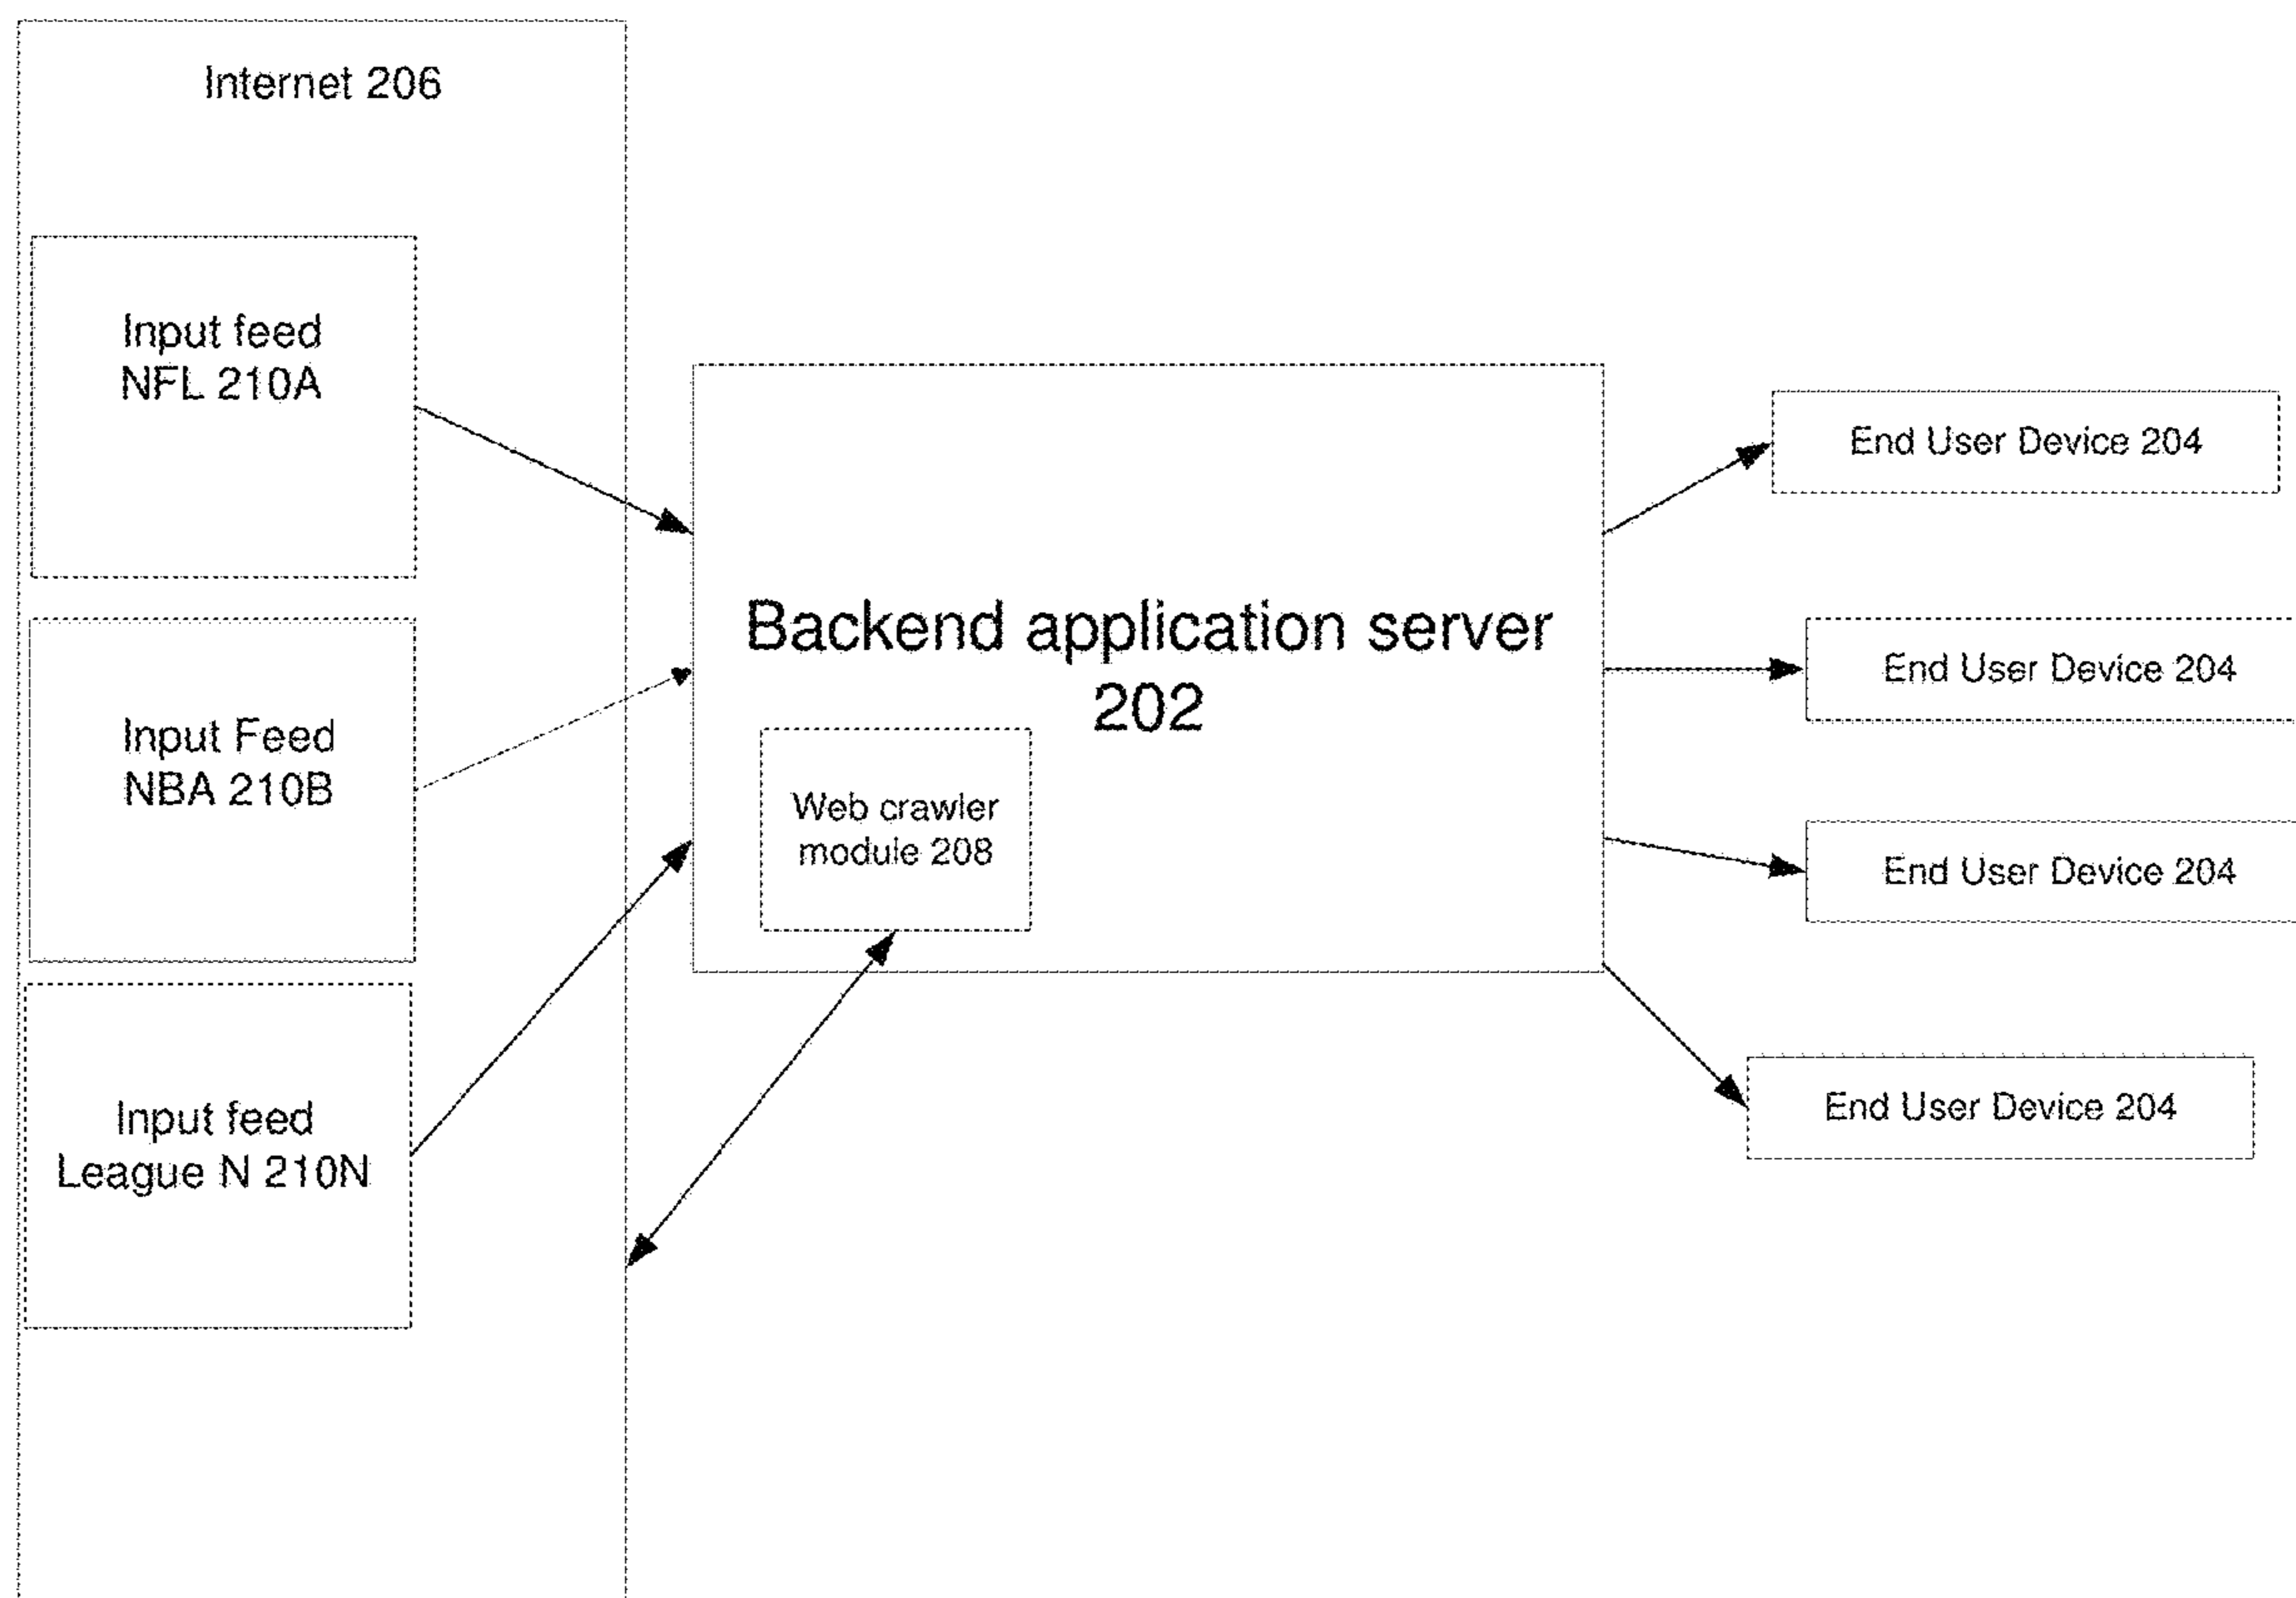 Internet 206
Input feed
NFL 210A
Input Feed
NBA 210B
Input feed
League N 210N
Backend application server
202
Web crawler
module 208
End User Device 204
End User Device 204
End User Device 204
End User Device 204